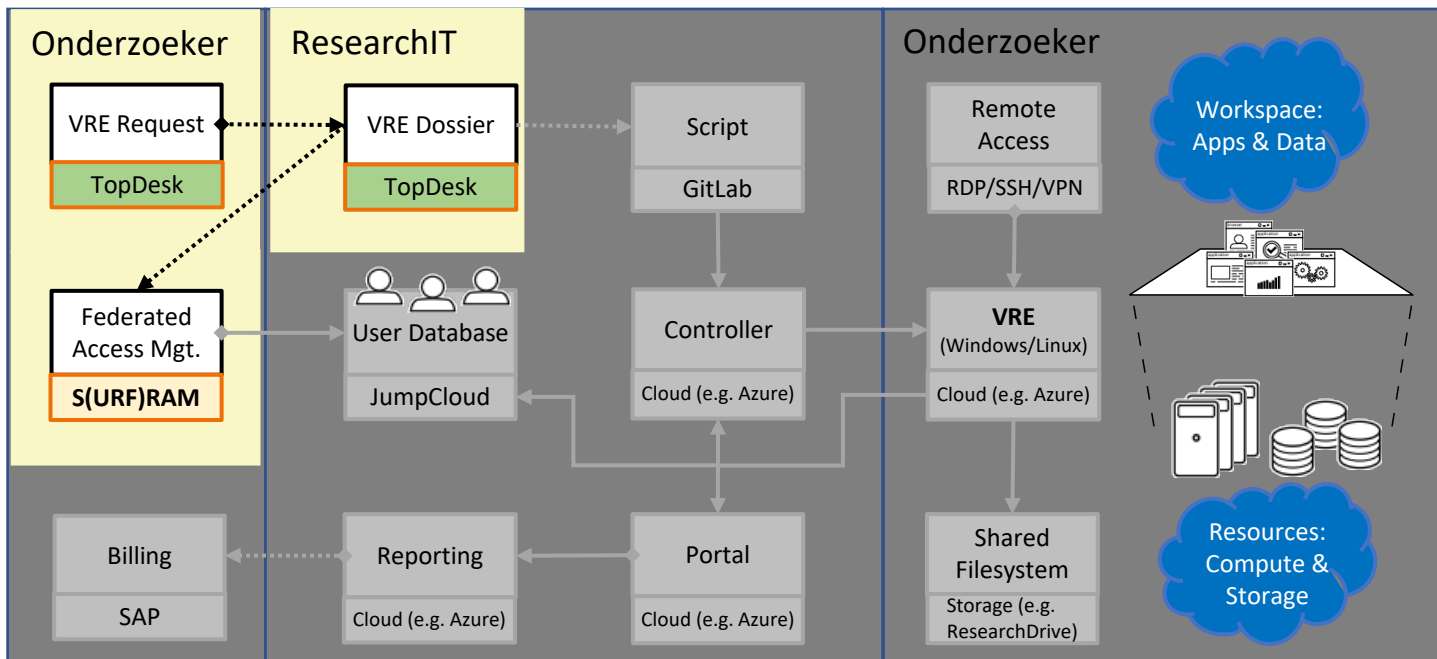 Onderzoeker
ResearchIT
Onderzoeker
VRE Request
TopDesk
VRE Dossier
TopDesk
Script
GitLab
Remote
Access
RDP/SSH/VPN
Workspace:
Apps & Data
Federated
Access Mgt.
S(URF)RAM
User Database
JumpCloud
Controller
Cloud (e.g. Azure)
VRE
(Windows/Linux)
Cloud (e.g. Azure)
Billing
SAP
Reporting
Cloud (e.g. Azure)
Portal
Cloud (e.g. Azure)
Shared
Filesystem
Storage (e.g.
ResearchDrive)
Resources:
Compute &
Storage